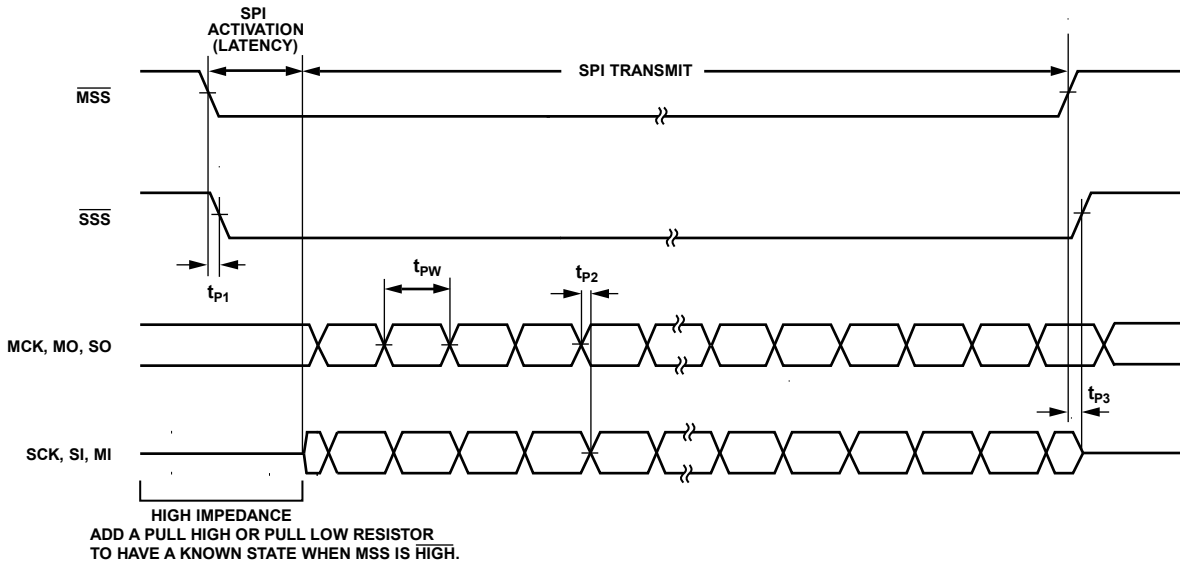 SPI
ACTIVATION
(LATENCY)
SPI TRANSMIT
MSS
SSS
tP1
tPW
tP2
MCK, MO, SO
tP3
SCK, SI, MI
HIGH IMPEDANCE
ADD A PULL HIGH OR PULL LOW RESISTOR
TO HAVE A KNOWN STATE WHEN MSS IS HIGH.